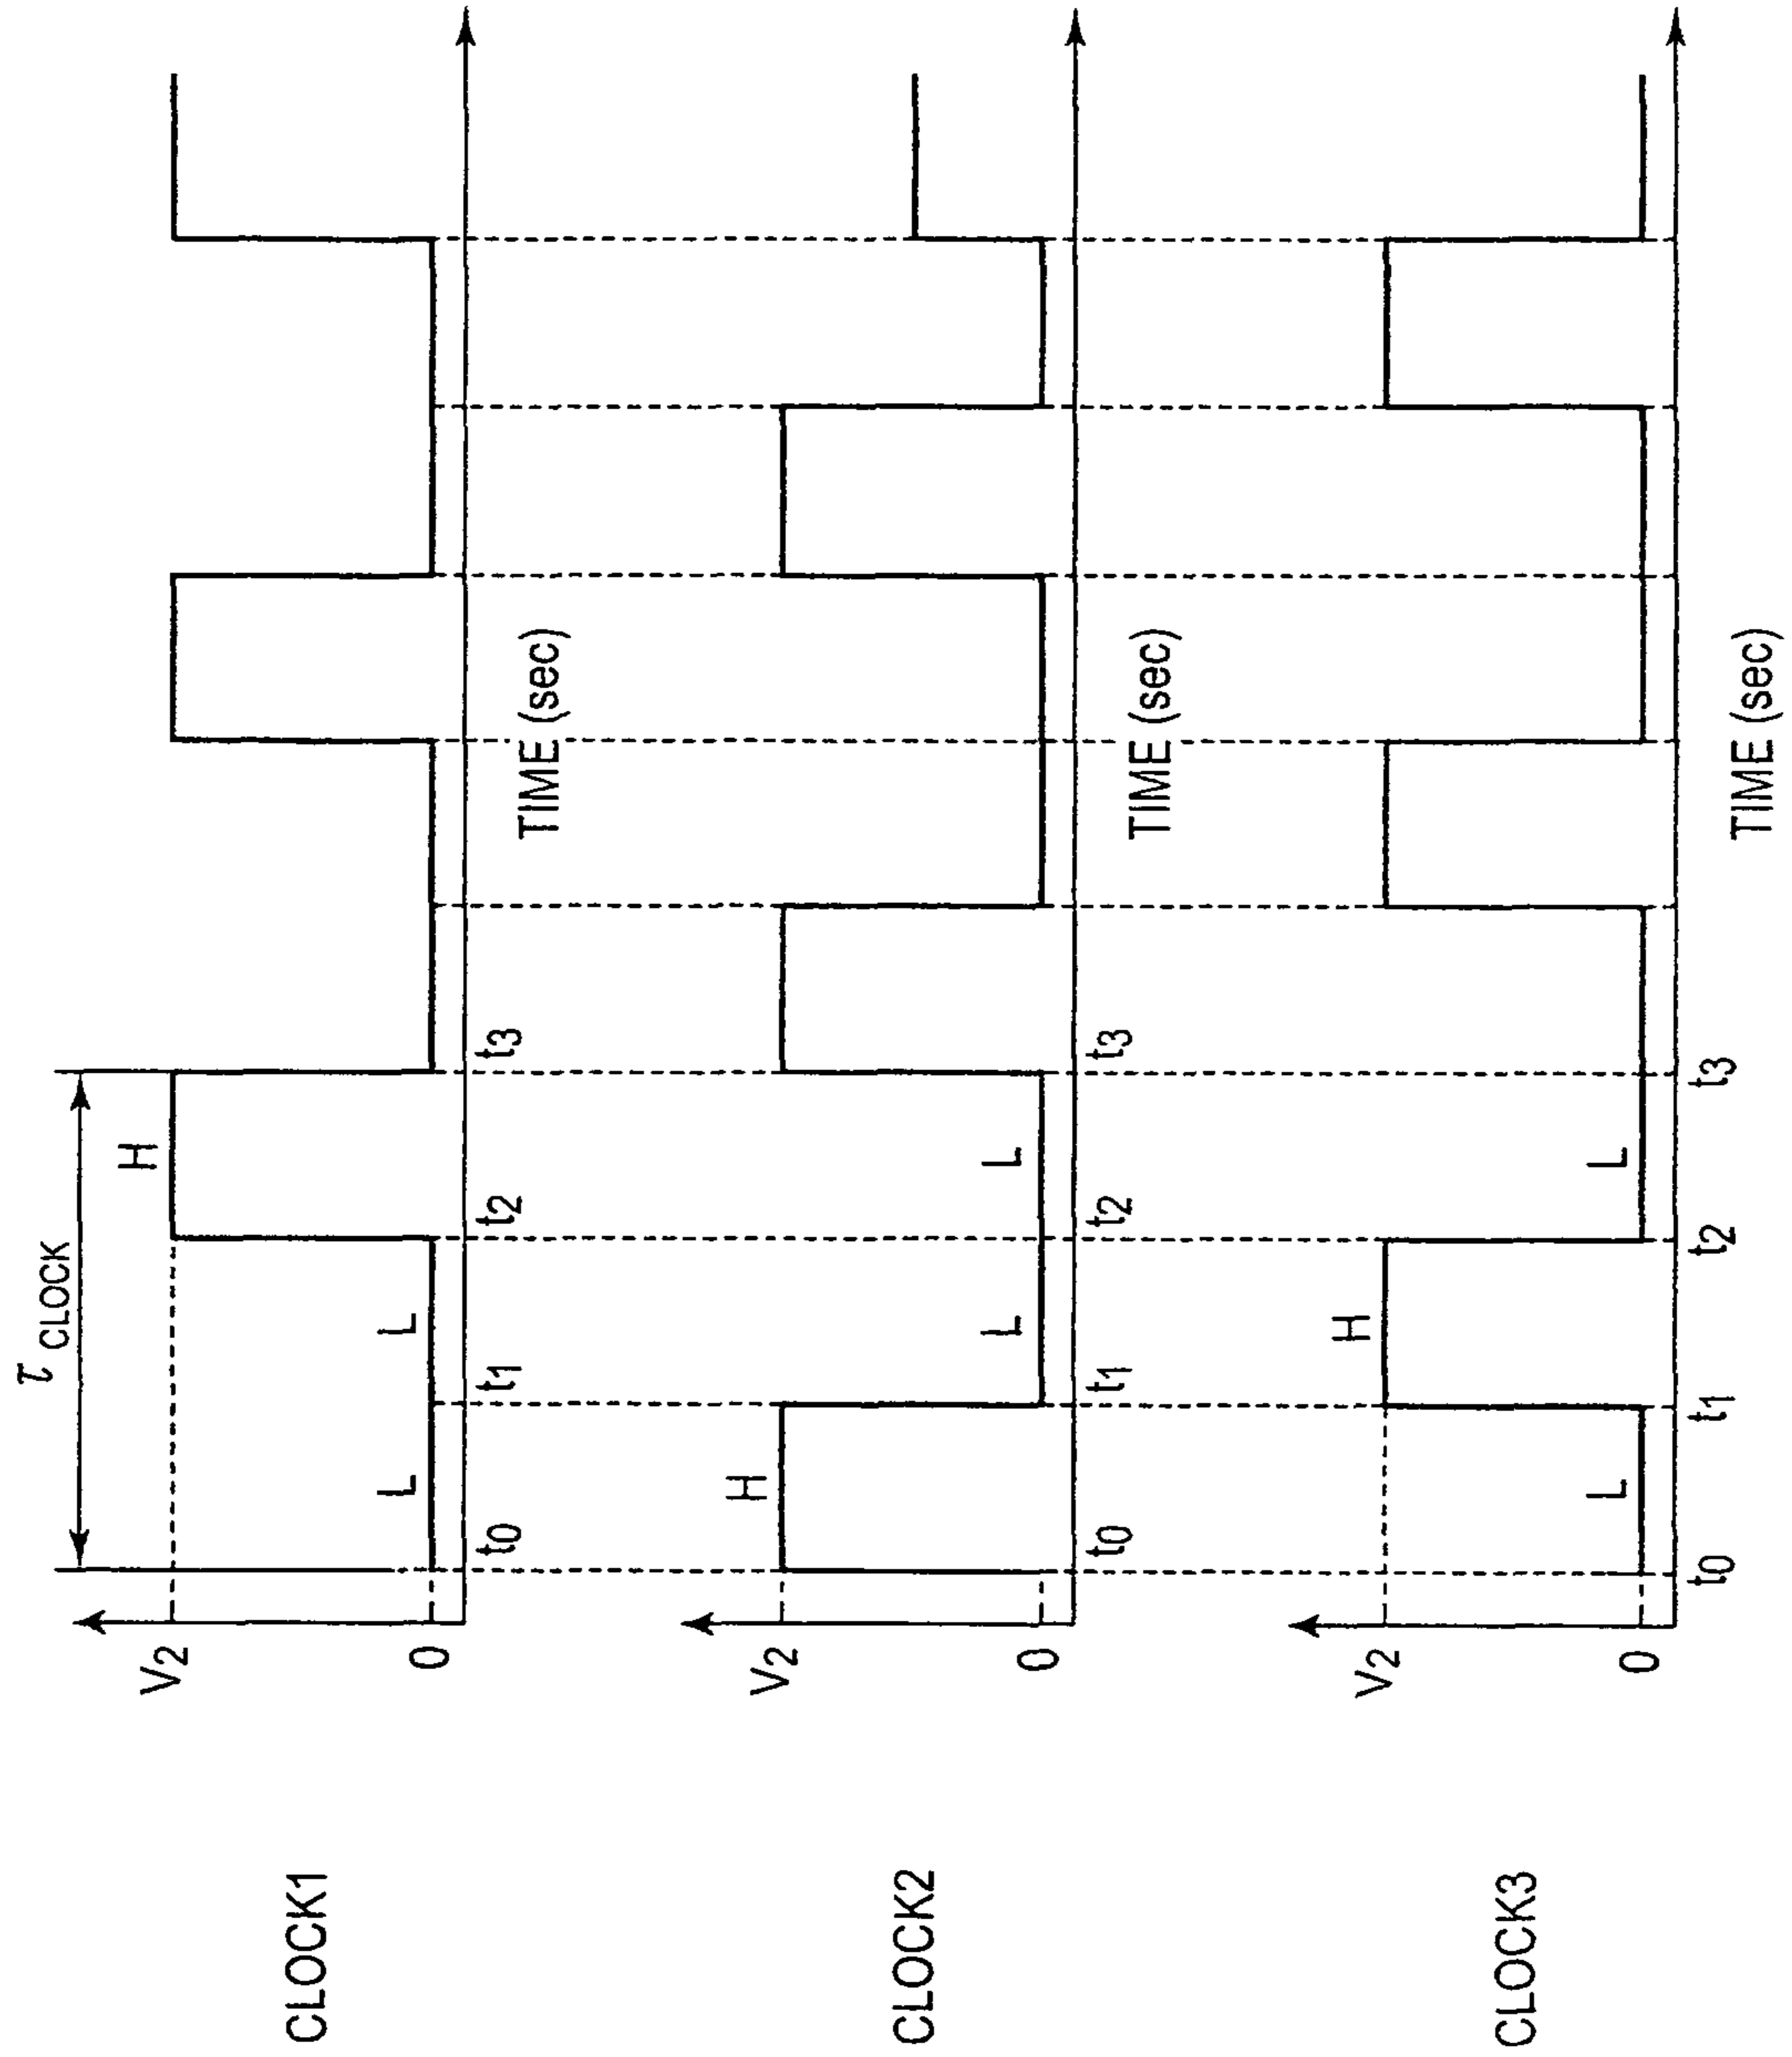 τ CLOCK
V2
H
CLOCK1
L L
0
t0 t1 t2 t3
TIME (sec)
V2
H
CLOCK2
L L
0
t0 t1 t2 t3
TIME (sec)
V2
H
CLOCK3
L L
0
t0 t1 t2 t3
TIME (sec)